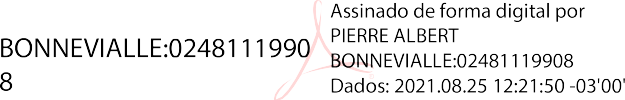 BONNEVIALLE:0248111990
8
Assinado de forma digital por
PIERRE ALBERT
BONNEVIALLE:02481119908
Dados: 2021.08.25 12:21:50 -03'00'